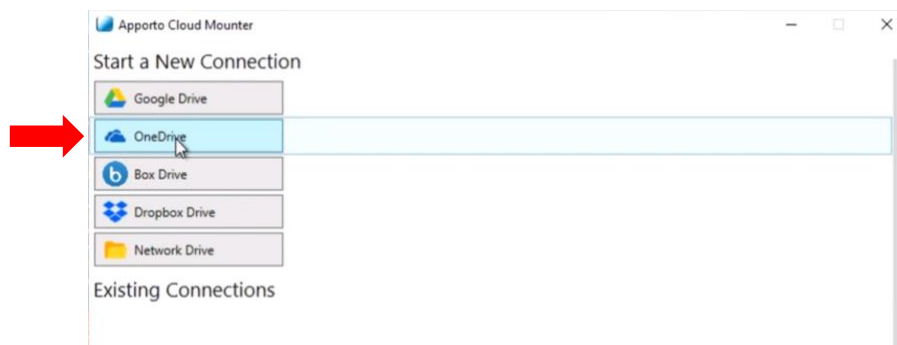 Apporto Cloud Mounter
Start a New Connection
Google Drive
OneDrive
Box Drive
Dropbox Drive
Network Drive
Existing Connections